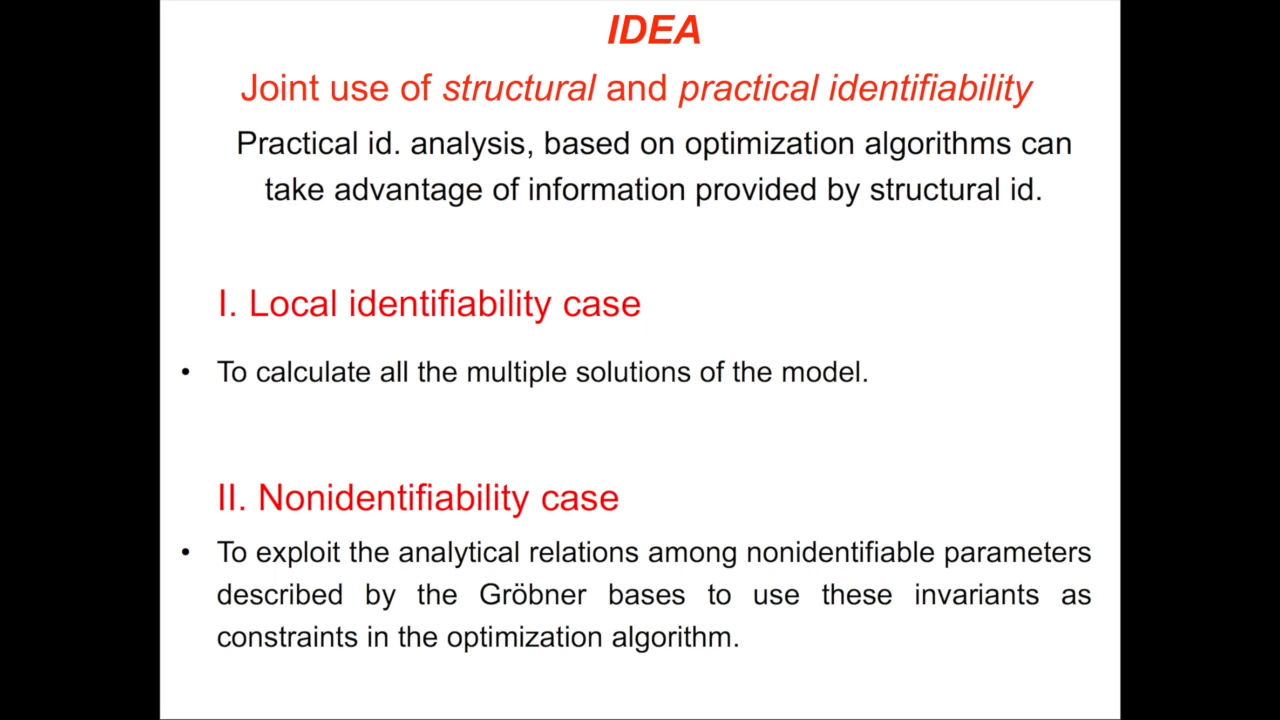 IDEA
Joint use of structural and practical identifiability
Practical id. analysis, based on optimization algorithms can
take advantage of information provided by structural id.
I. Local identifiability case
• To calculate all the multiple solutions of the model.
II. Nonidentifiability case
• To exploit the analytical relations among nonidentifiable parameters
described by the Gröbner bases to use these invariants as
constraints in the optimization algorithm.